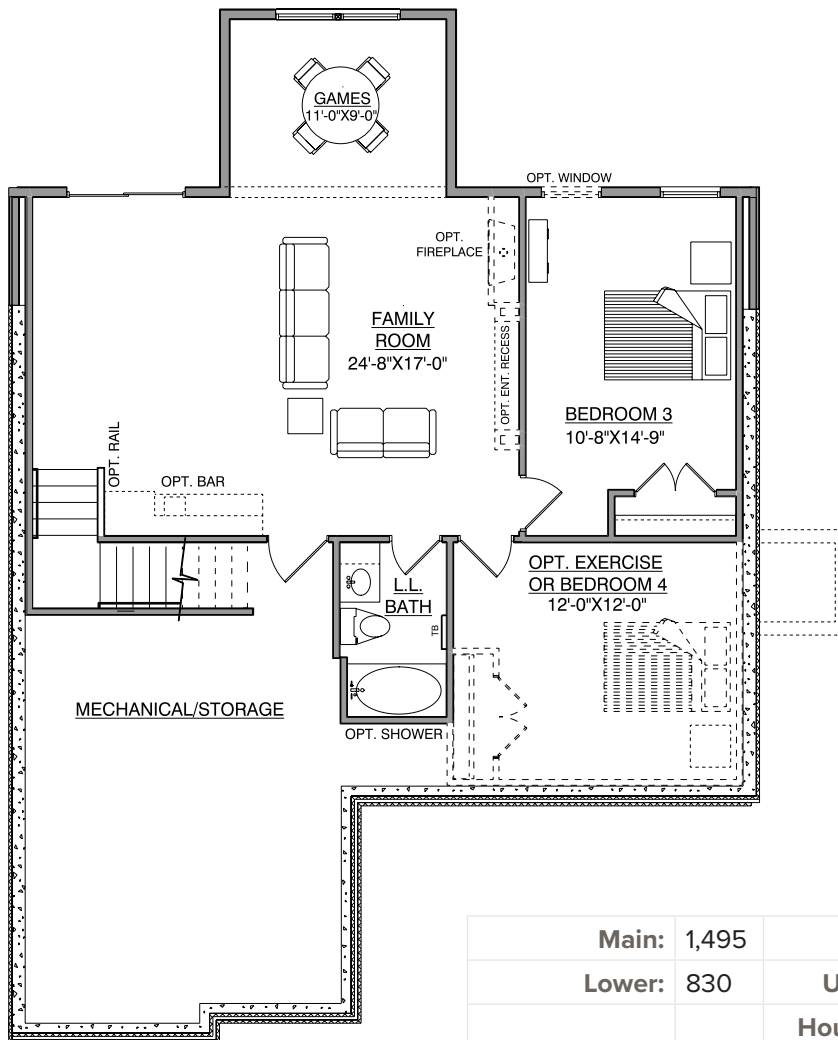 GAMES
11'-0"X9'-0"
OPT. WINDOW
OPT.
FIREPLACE
FAMILY
ROOM
24'-8"X17'-0"
OPT. ENT. RECESS
BEDROOM 3
10'-8"X14'-9"
OPT. RAIL
OPT. BAR
L.L.
BATH
TB
OPT. EXERCISE
OR BEDROOM 4
12'-0"X12'-0"
MECHANICAL/STORAGE
OPT. SHOWER
Main: 1,495
Lower: 830 U
Hou